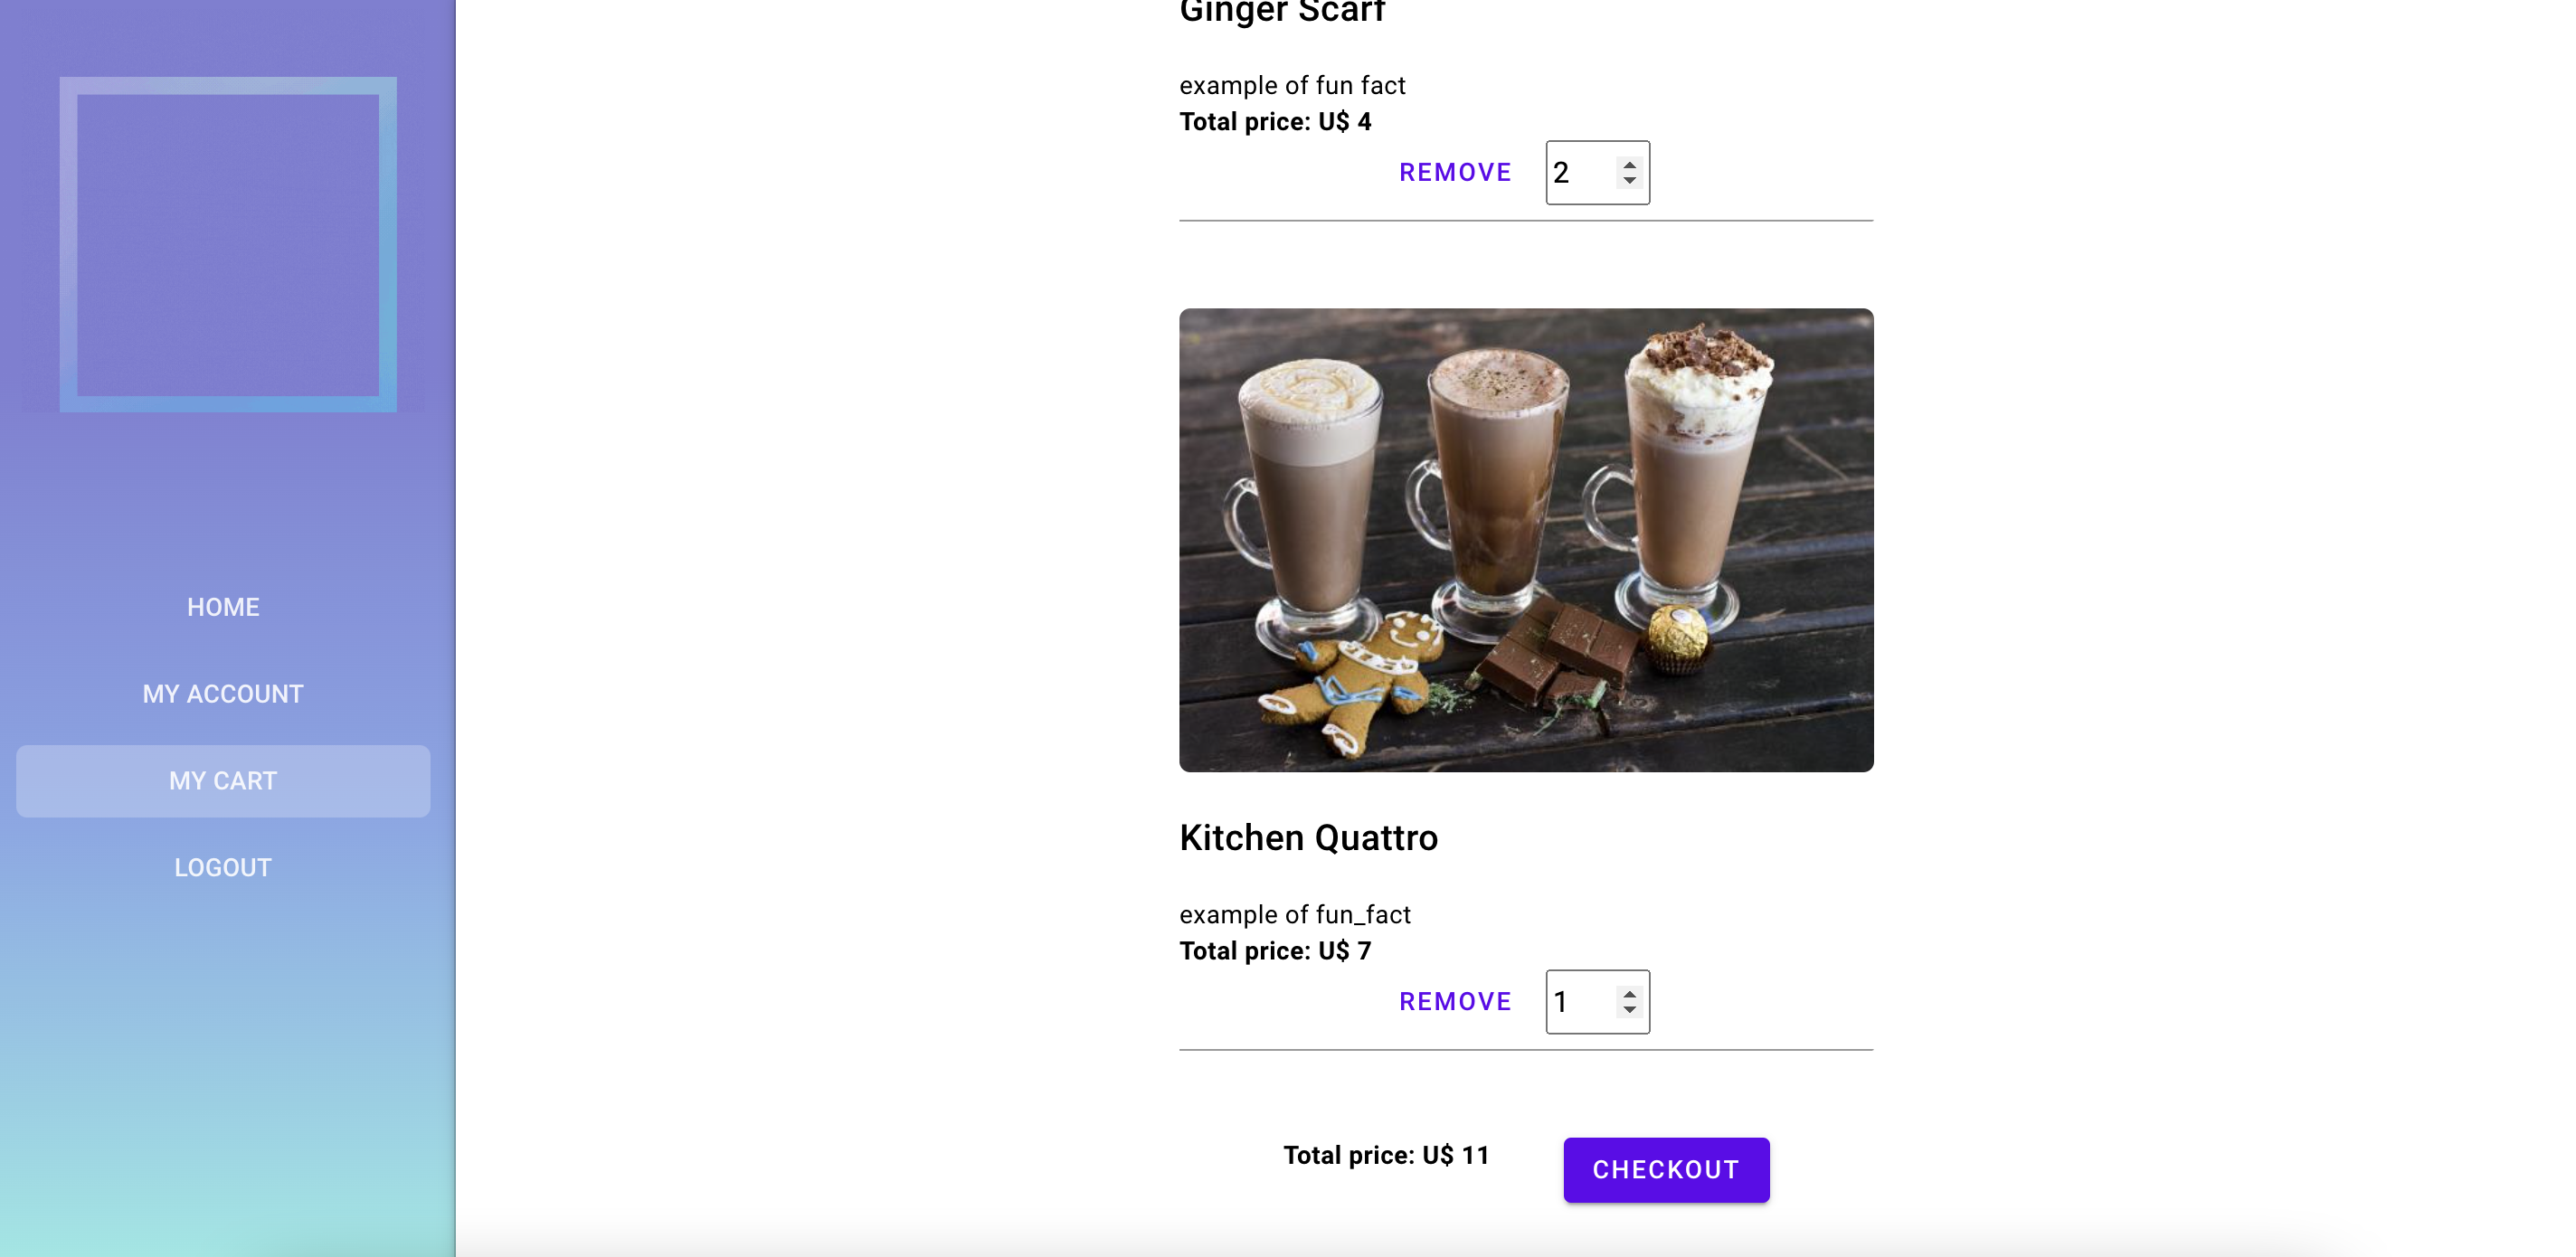 Ginger Scarf
example of fun fact
Total price: U$ 4
REMOVE 2
HOME
MY ACCOUNT
MY CART
LOGOUT
Kitchen Quattro
example of fun_fact
Total price: U$ 7
REMOVE 1
Total price: U$ 11
CHECKOUT